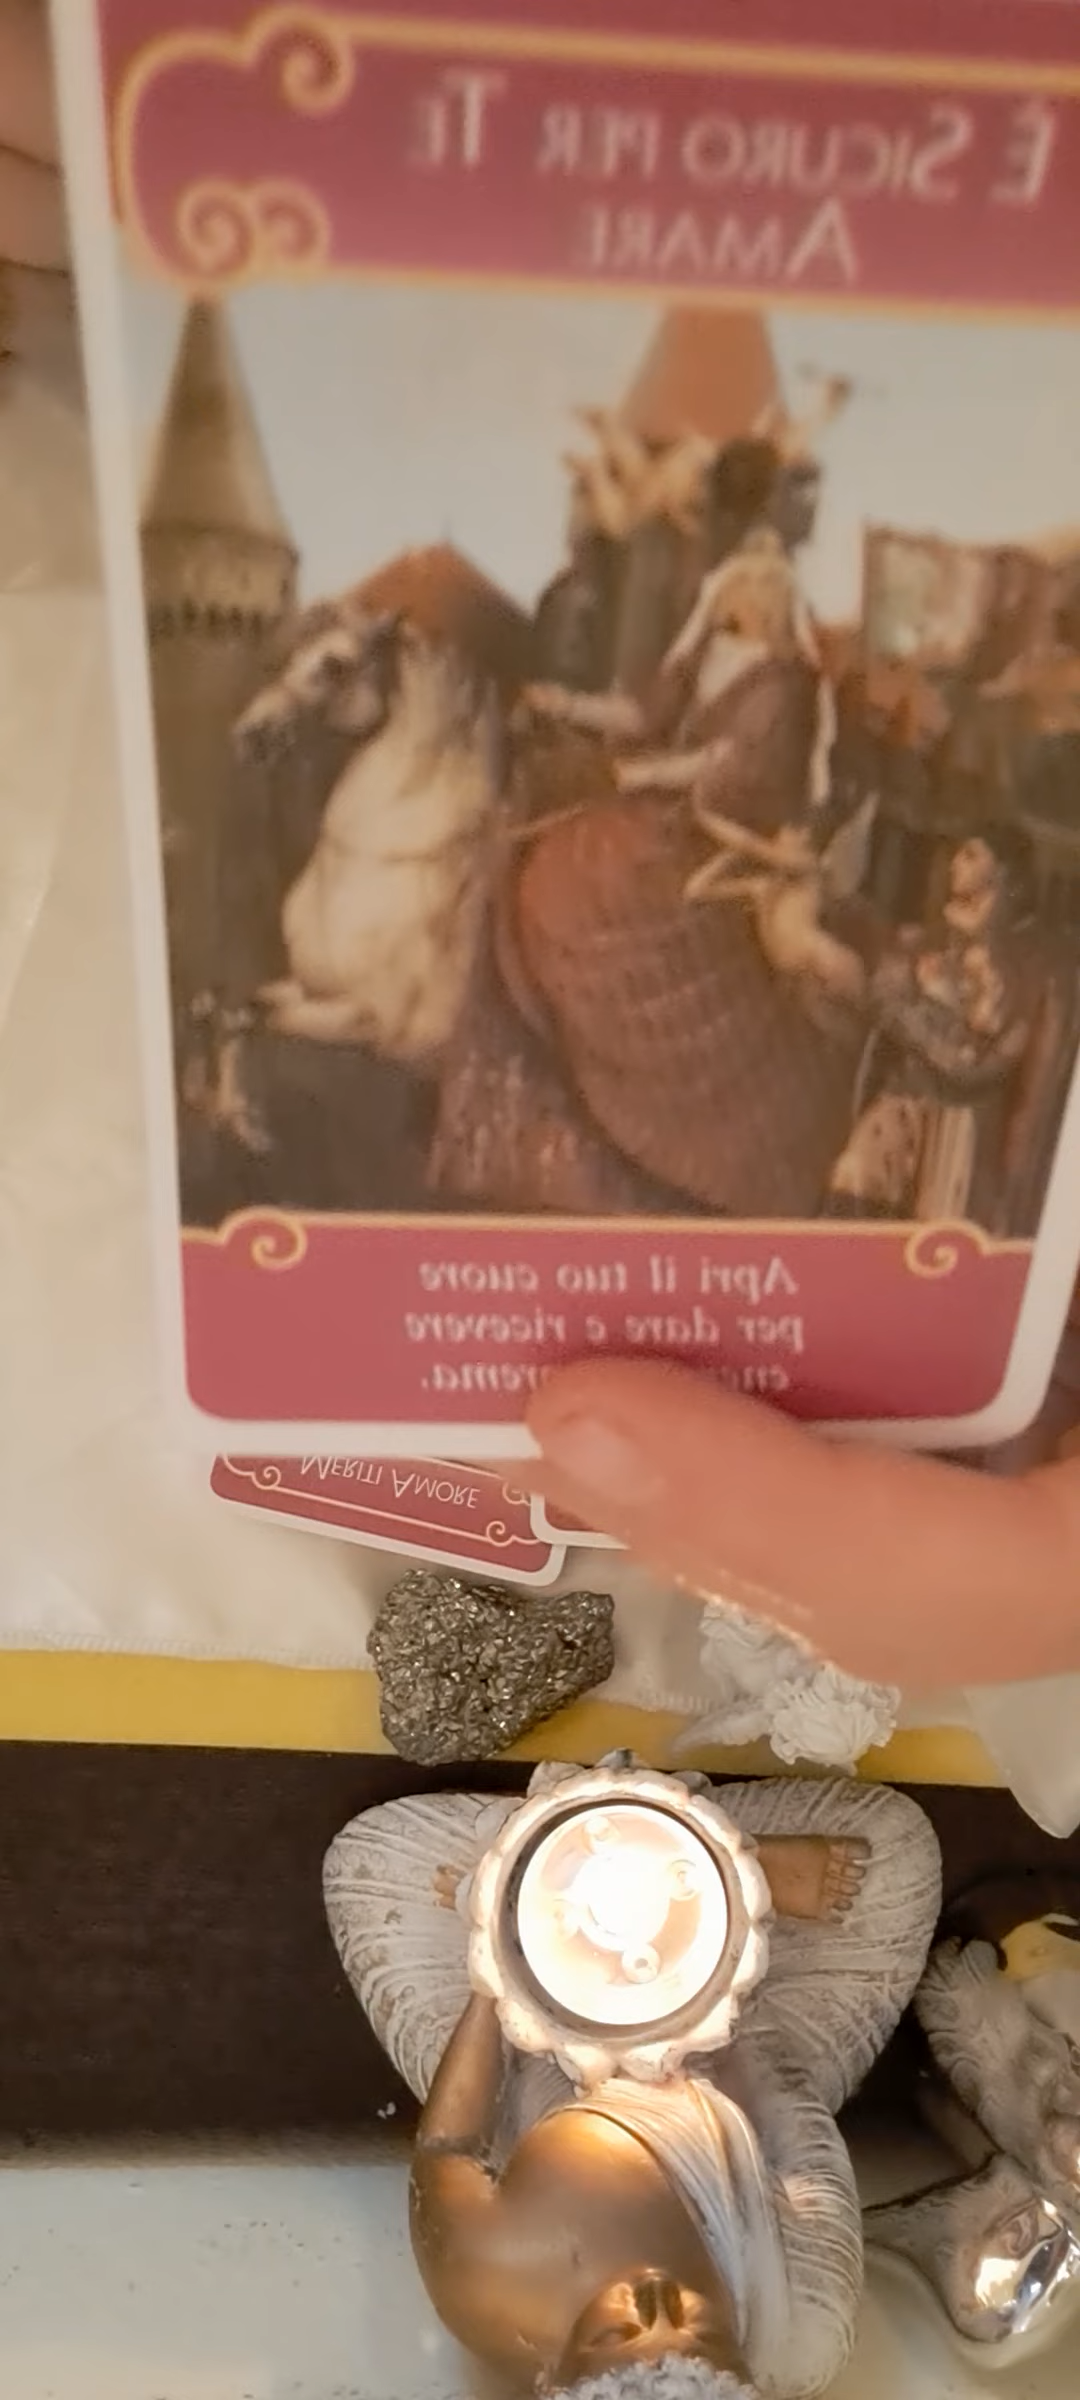 È SICURO PER TE
AMARE
Apri il tuo cuore
per dare e ricevere
MERITI AMORE